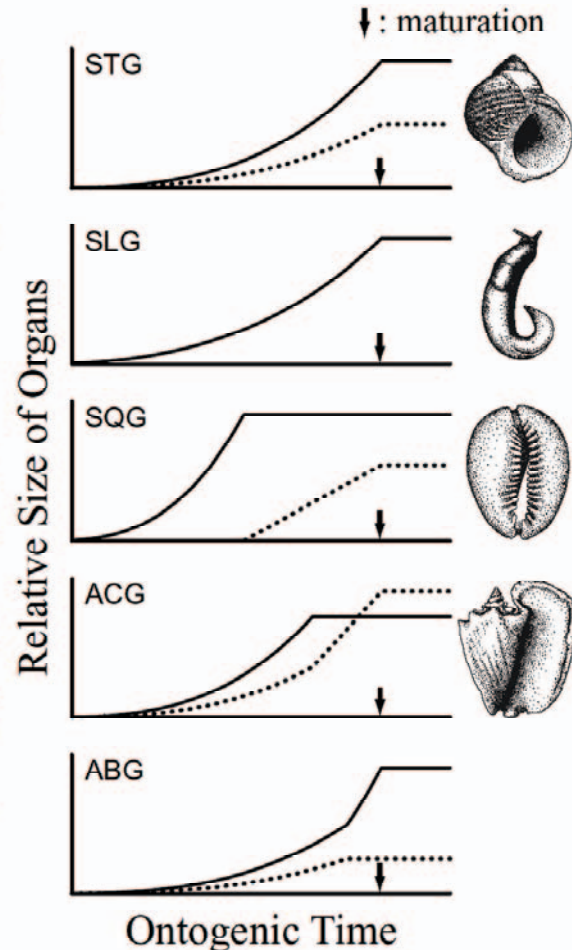 : maturation
STG
SLG
SQG
ACG
ABG
Relative Size of Organs
Ontogenic Time